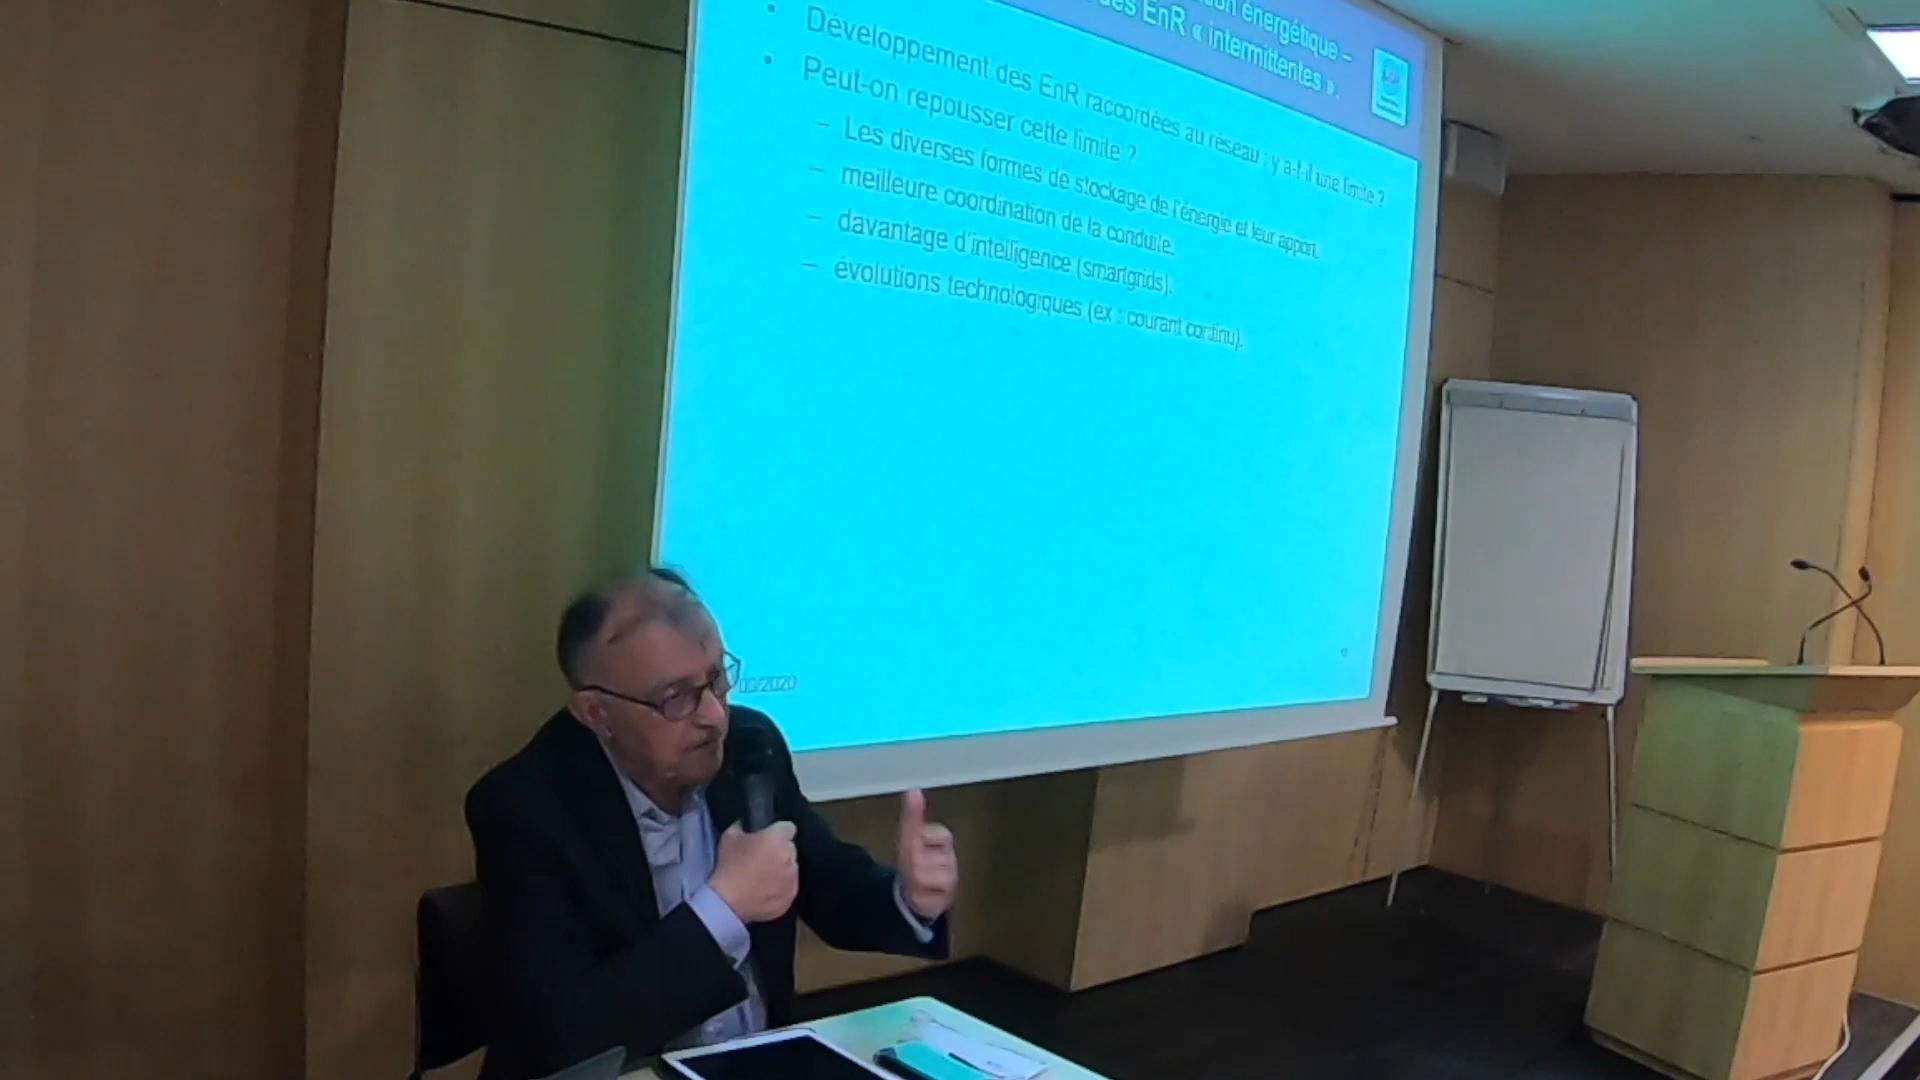 énergétique –
des EnR « intermittentes ».
• Développement des EnR raccordées au réseau : y a-t-il une limite ?
• Peut-on repousser cette limite ?
– Les diverses formes de stockage de l'énergie et leur apport.
– meilleure coordination de la conduite.
– davantage d'intelligence (smartgrids).
– évolutions technologiques (ex : courant continu).
/2020